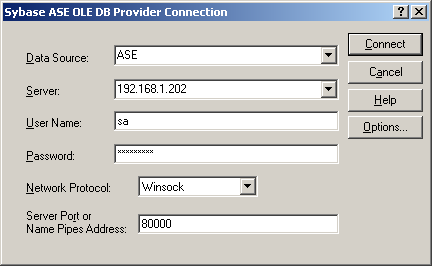 Sybase ASE OLE DB Provider Connection
Data Source:
ASE
Connect
Server:
192.168.1.202
Cancel
Help
User Name:
sa
Options...
Password:
*********
Network Protocol:
Winsock
Server Port or
Name Pipes Address:
80000